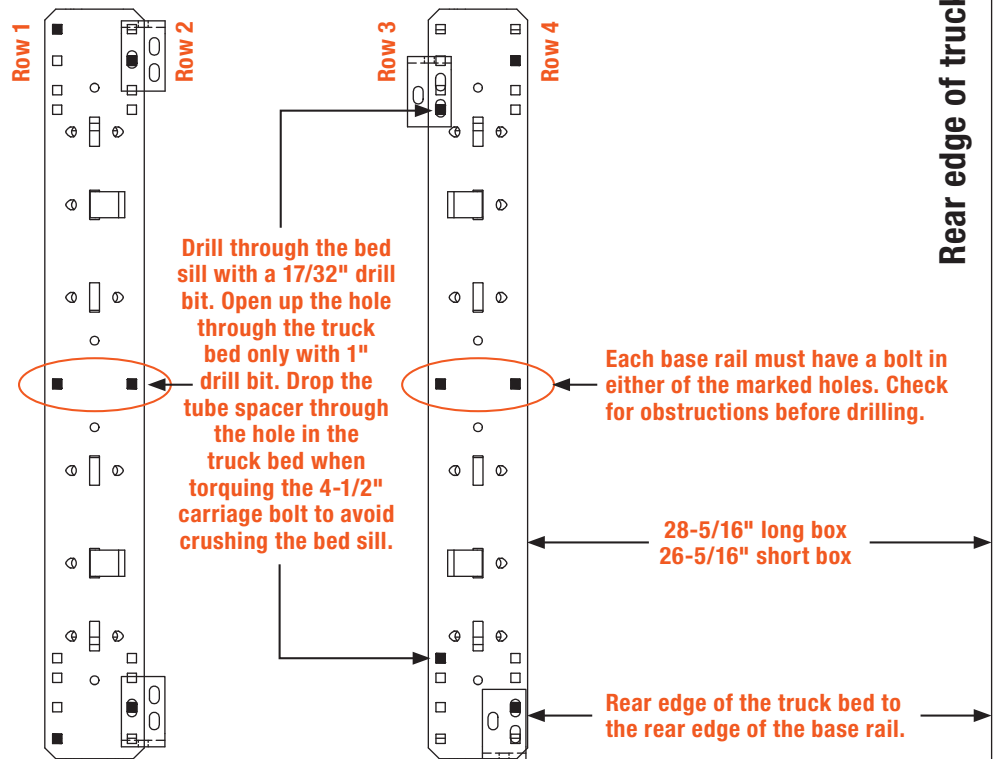 Row 1
Row 2
Row 3
Row 4
Rear edge of truck
Drill through the bed
sill with a 17/32" drill
bit. Open up the hole
through the truck
bed only with 1"
drill bit. Drop the
tube spacer through
the hole in the
truck bed when
torquing the 4-1/2"
carriage bolt to avoid
crushing the bed sill.
Each base rail must have a bolt in
either of the marked holes. Check
for obstructions before drilling.
28-5/16" long box
26-5/16" short box
Rear edge of the truck bed to
the rear edge of the base rail.